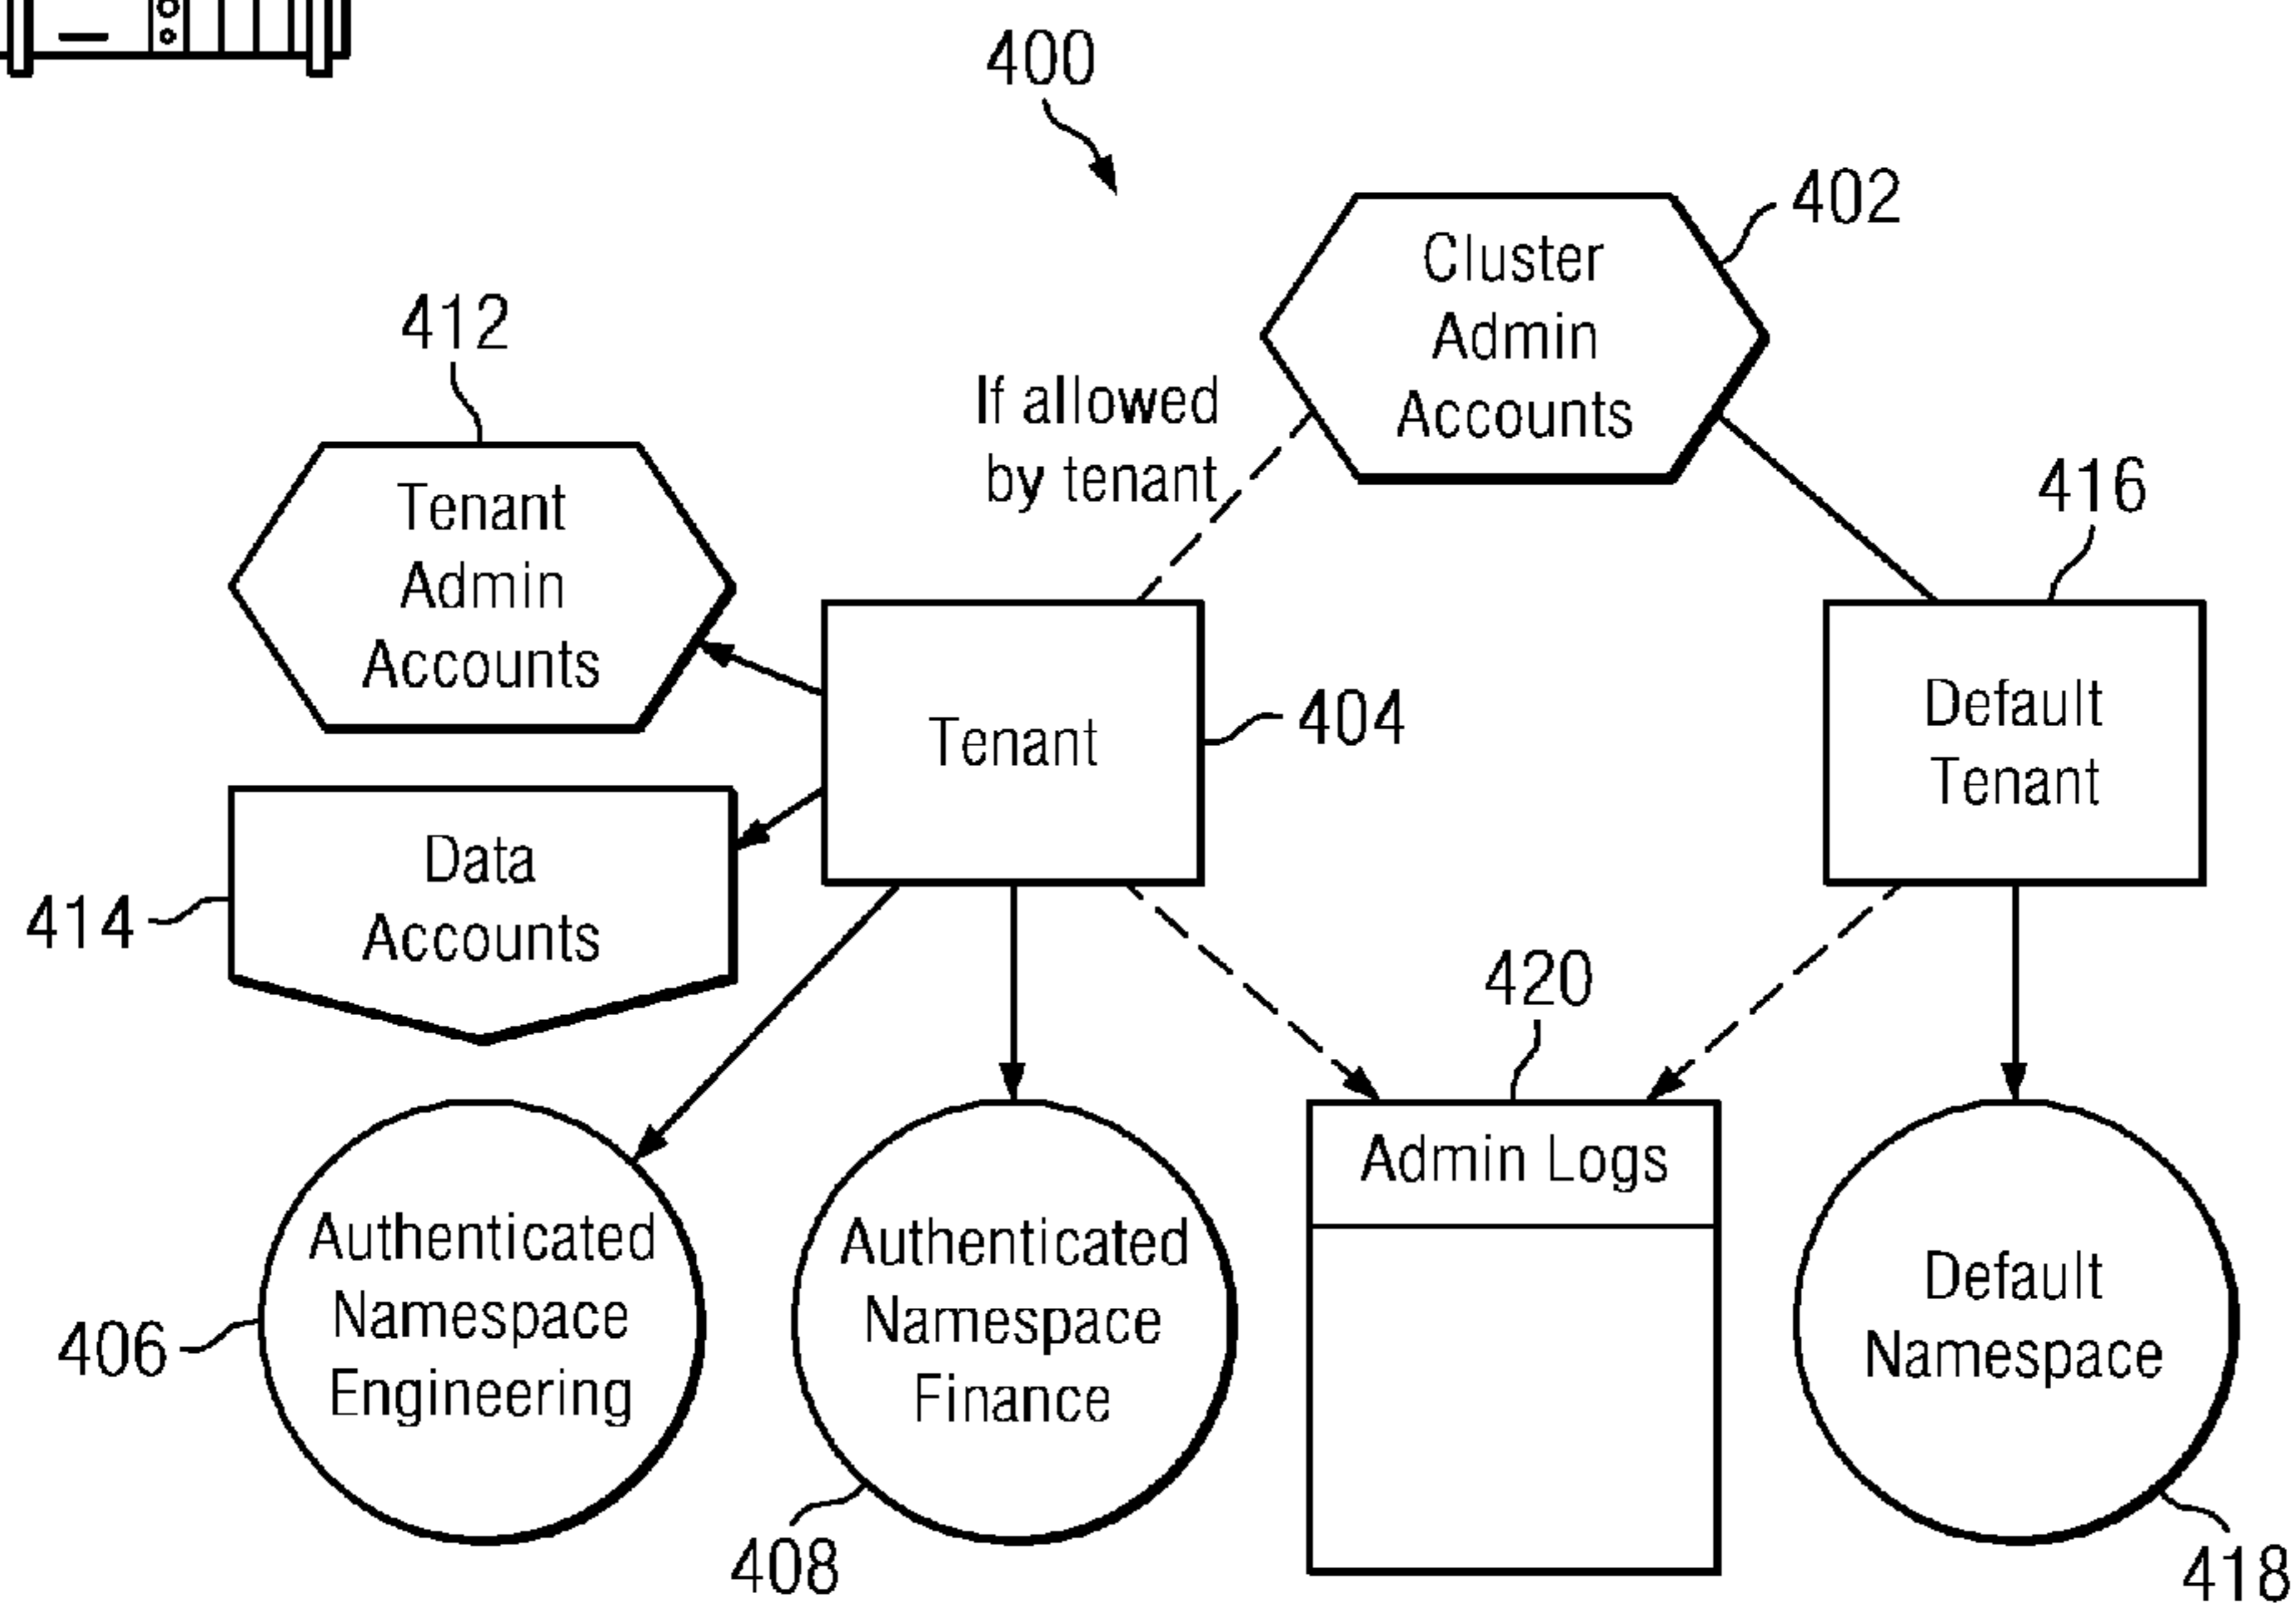 400
402
Cluster
Admin
Accounts
412
If allowed
by tenant
416
Tenant
Admin
Accounts
404
Tenant
Default
Tenant
414
Data
Accounts
420
Admin Logs
406
Authenticated
Namespace
Engineering
Authenticated
Namespace
Finance
Default
Namespace
408
418